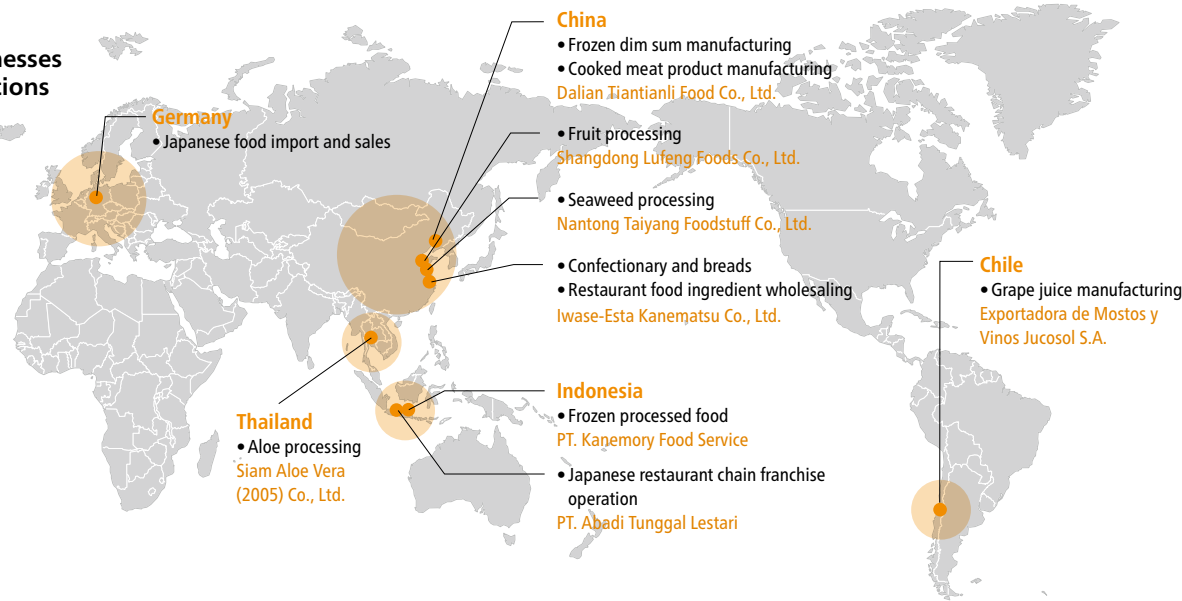 nesses
tions
Germany
• Japanese food import and sales
China
• Frozen dim sum manufacturing
• Cooked meat product manufacturing
Dalian Tiantianli Food Co., Ltd.
• Fruit processing
Shangdong Lufeng Foods Co., Ltd.
• Seaweed processing
Nantong Taiyang Foodstuff Co., Ltd.
• Confectionary and breads
• Restaurant food ingredient wholesaling
Iwase-Esta Kanematsu Co., Ltd.
Thailand
• Aloe processing
Siam Aloe Vera
(2005) Co., Ltd.
Indonesia
• Frozen processed food
PT. Kanemory Food Service
• Japanese restaurant chain franchise
operation
PT. Abadi Tunggal Lestari
Chile
• Grape juice manufacturing
Exportadora de Mostos y
Vinos Jucosol S.A.